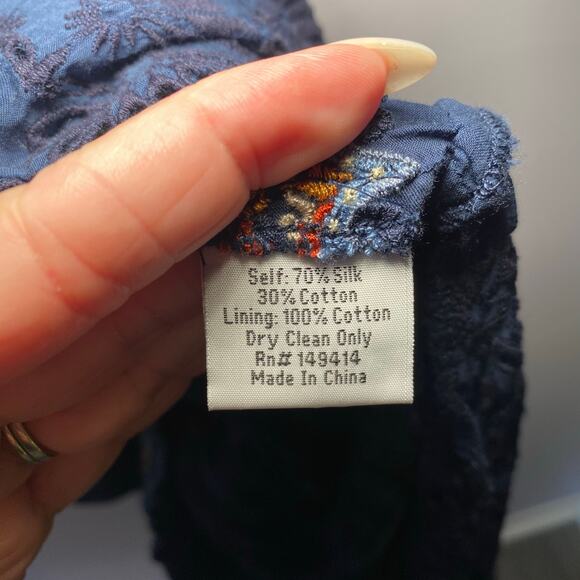 Self: 70% Silk
30% Cotton
Lining: 100% Cotton
Dry Clean Only
Rn# 149414
Made In China